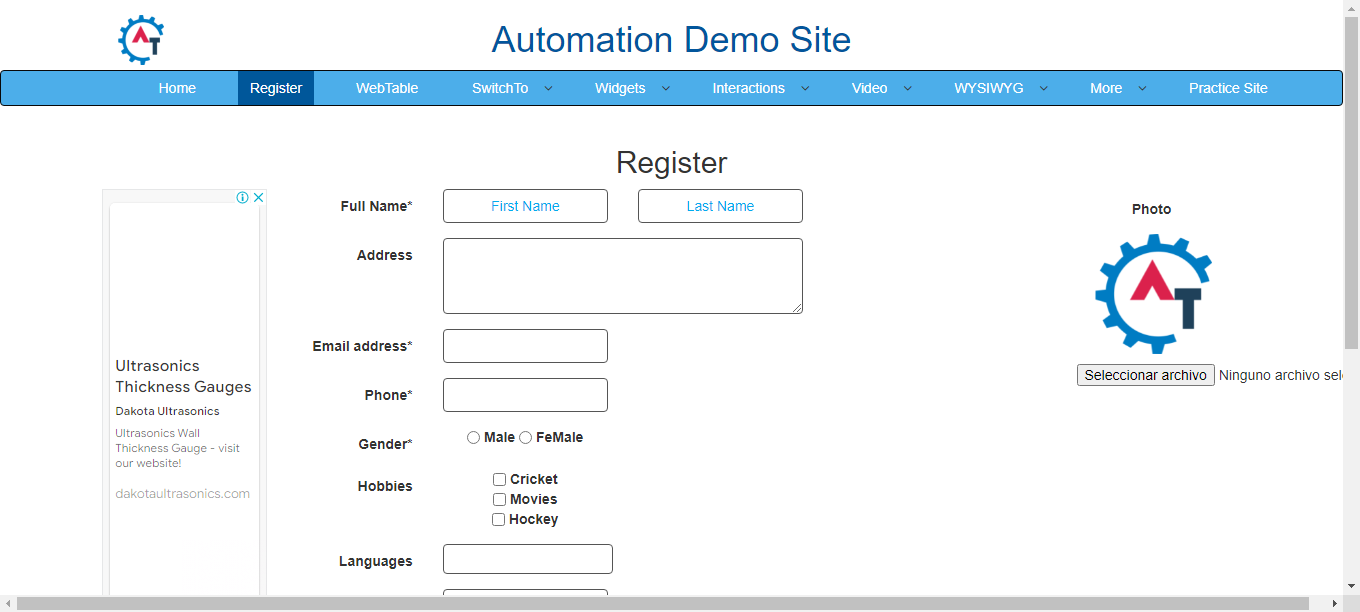 AT
Automation Demo Site
Home Register WebTable SwitchTo Widgets Interactions Video WYSIWYG More Practice Site
Register
Full Name* First Name Last Name
Photo
AT
Address
Email address*
Seleccionar archivo Ninguno archivo sel
Phone*
Gender* Male FeMale
Hobbies
Cricket
Movies
Hockey
Languages
Ultrasonics
Thickness Gauges
Dakota Ultrasonics
Ultrasonics Wall
Thickness Gauge - visit
our website!
dakotaultrasonics.com